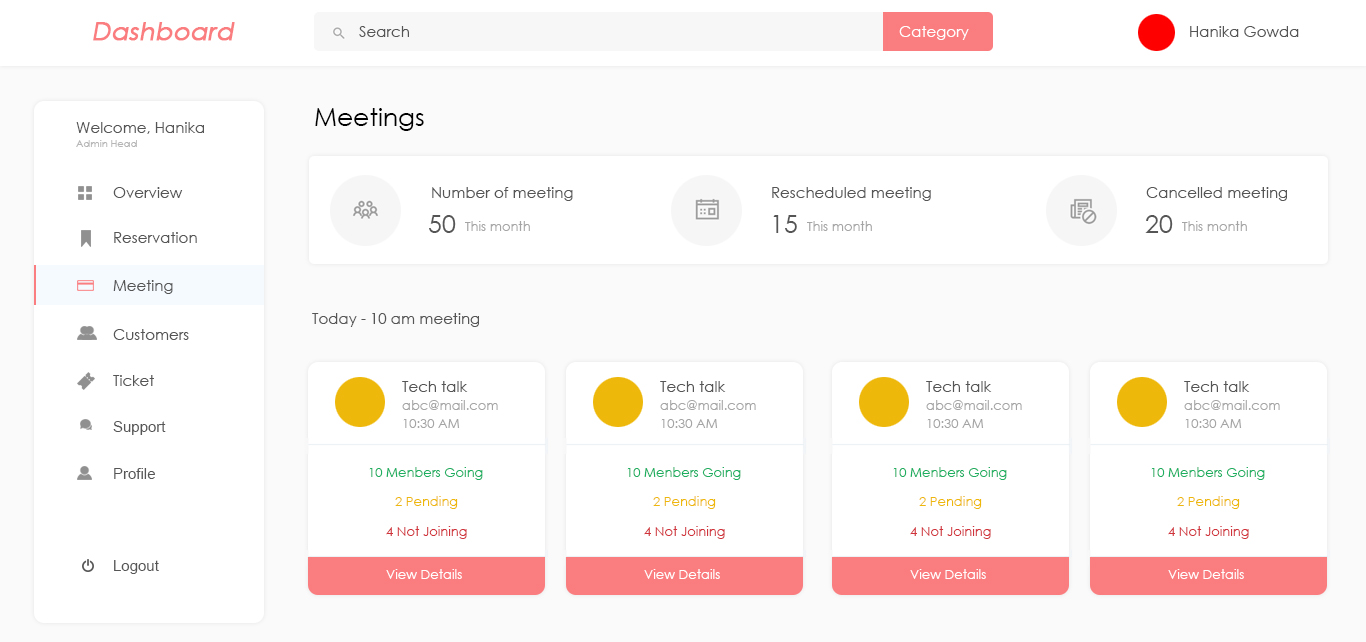 Dashboard
Search
Category
Hanika Gowda
Welcome, Hanika
Admin Head
Overview
Reservation
Meeting
Customers
Ticket
Support
Profile
Logout
Meetings
Number of meeting
50 This month
Rescheduled meeting
15 This month
Cancelled meeting
20 This month
Today - 10 am meeting
Tech talk
abc@mail.com
10:30 AM
10 Menbers Going
2 Pending
4 Not Joining
View Details
Tech talk
abc@mail.com
10:30 AM
10 Menbers Going
2 Pending
4 Not Joining
View Details
Tech talk
abc@mail.com
10:30 AM
10 Menbers Going
2 Pending
4 Not Joining
View Details
Tech talk
abc@mail.com
10:30 AM
10 Menbers Going
2 Pending
4 Not Joining
View Details